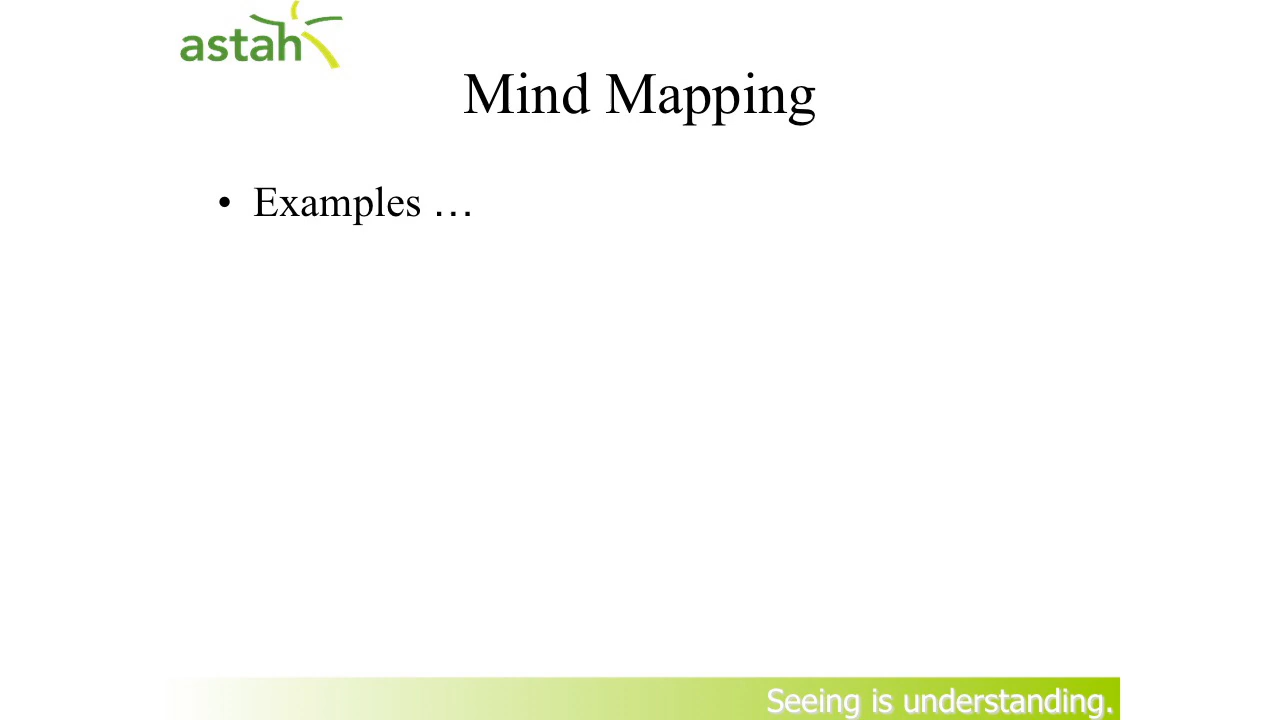 astah
Mind Mapping
• Examples …
Seeing is understanding.